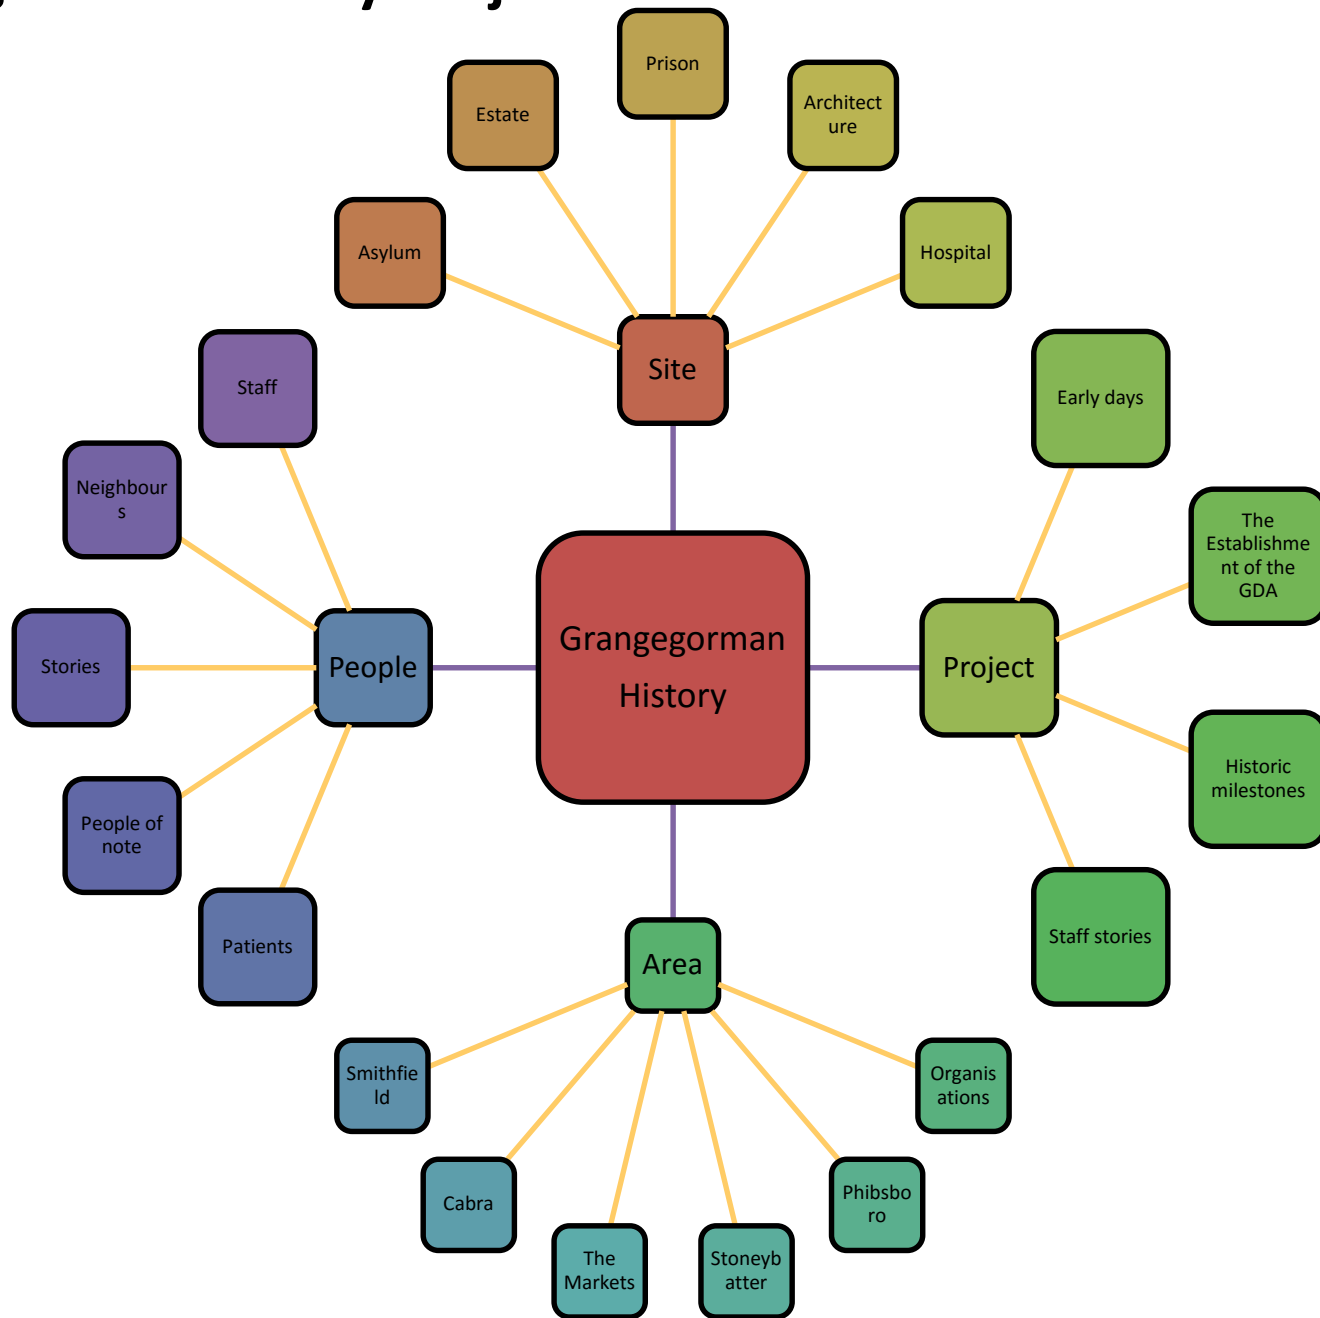 Prison
Estate
Architect
ure
Asylum
Hospital
Site
Staff
Early days
Neighbour
s
The
Establishme
nt of the
GDA
Grangegorman
History
Stories
People
Project
People of
note
Historic
milestones
Patients
Staff stories
Area
Smithfie
ld
Organis
ations
Cabra
Phibsbo
ro
The
Markets
Stoneyb
atter